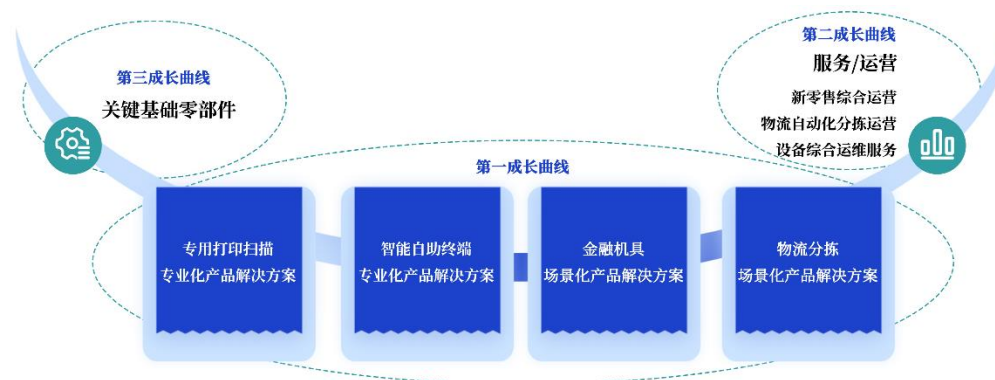 第三成长曲线
关键基础零部件
第二成长曲线
服务/运营
新零售综合运营
物流自动化分拣运营
设备综合运维服务
第一成长曲线
专用打印扫描
专业化产品解决方案
智能自助终端
专业化产品解决方案
金融机具
场景化产品解决方案
物流分拣
场景化产品解决方案